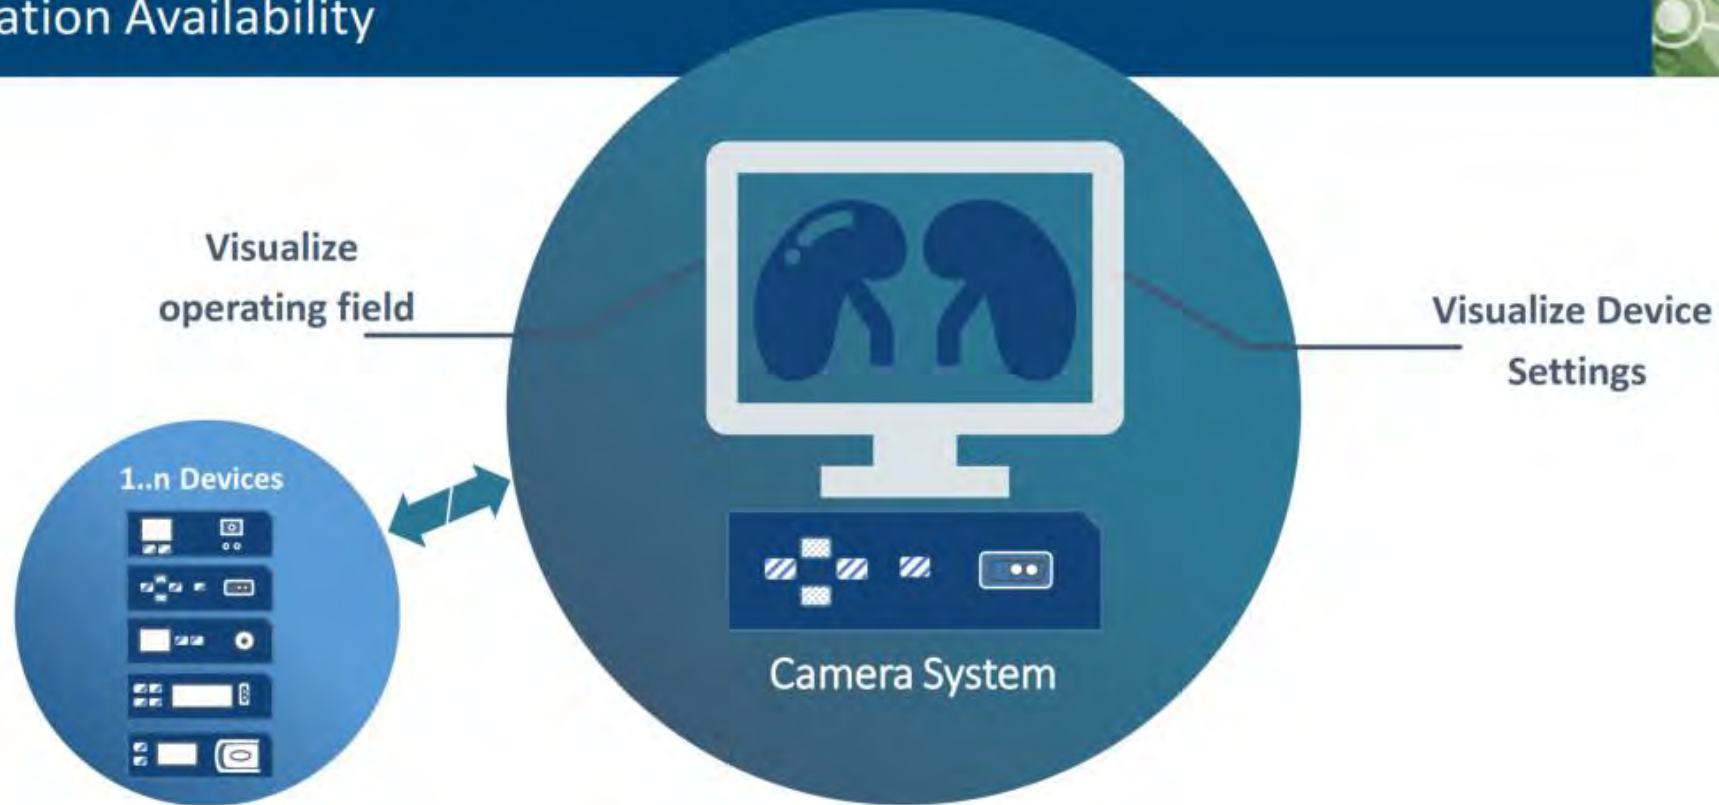 ation Availability
Visualize
operating field
Visualize Device
Settings
1..n Devices
Camera System